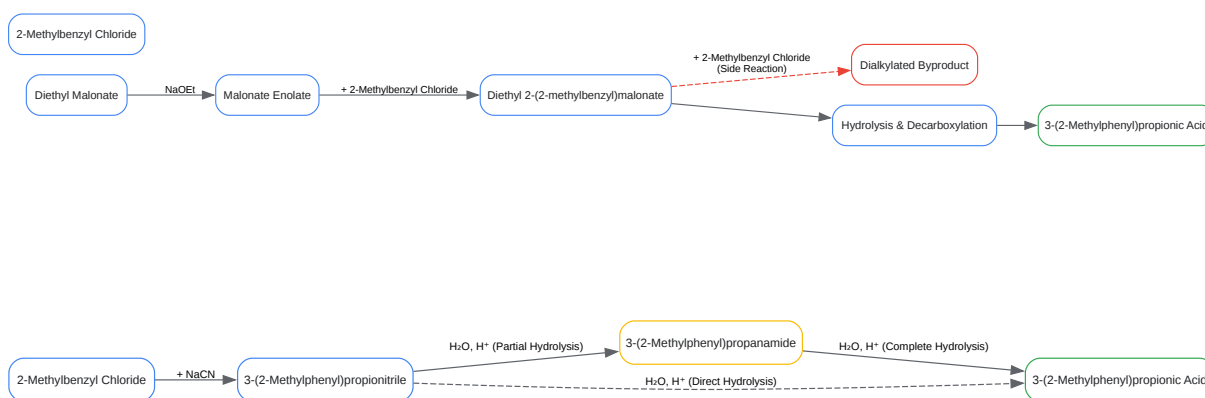 2-Methylbenzyl Chloride
Diethyl Malonate
NaOEt
Malonate Enolate
+ 2-Methylbenzyl Chloride
Diethyl 2-(2-methylbenzyl)malonate
+ 2-Methylbenzyl Chloride
(Side Reaction)
Dialkylated Byproduct
Hydrolysis & Decarboxylation
3-(2-Methylphenyl)propionic Acid
2-Methylbenzyl Chloride
+ NaCN
3-(2-Methylphenyl)propionitrile
H₂O, H⁺ (Partial Hydrolysis)
3-(2-Methylphenyl)propanamide
H₂O, H⁺ (Complete Hydrolysis)
H₂O, H⁺ (Direct Hydrolysis)
3-(2-Methylphenyl)propionic Acid